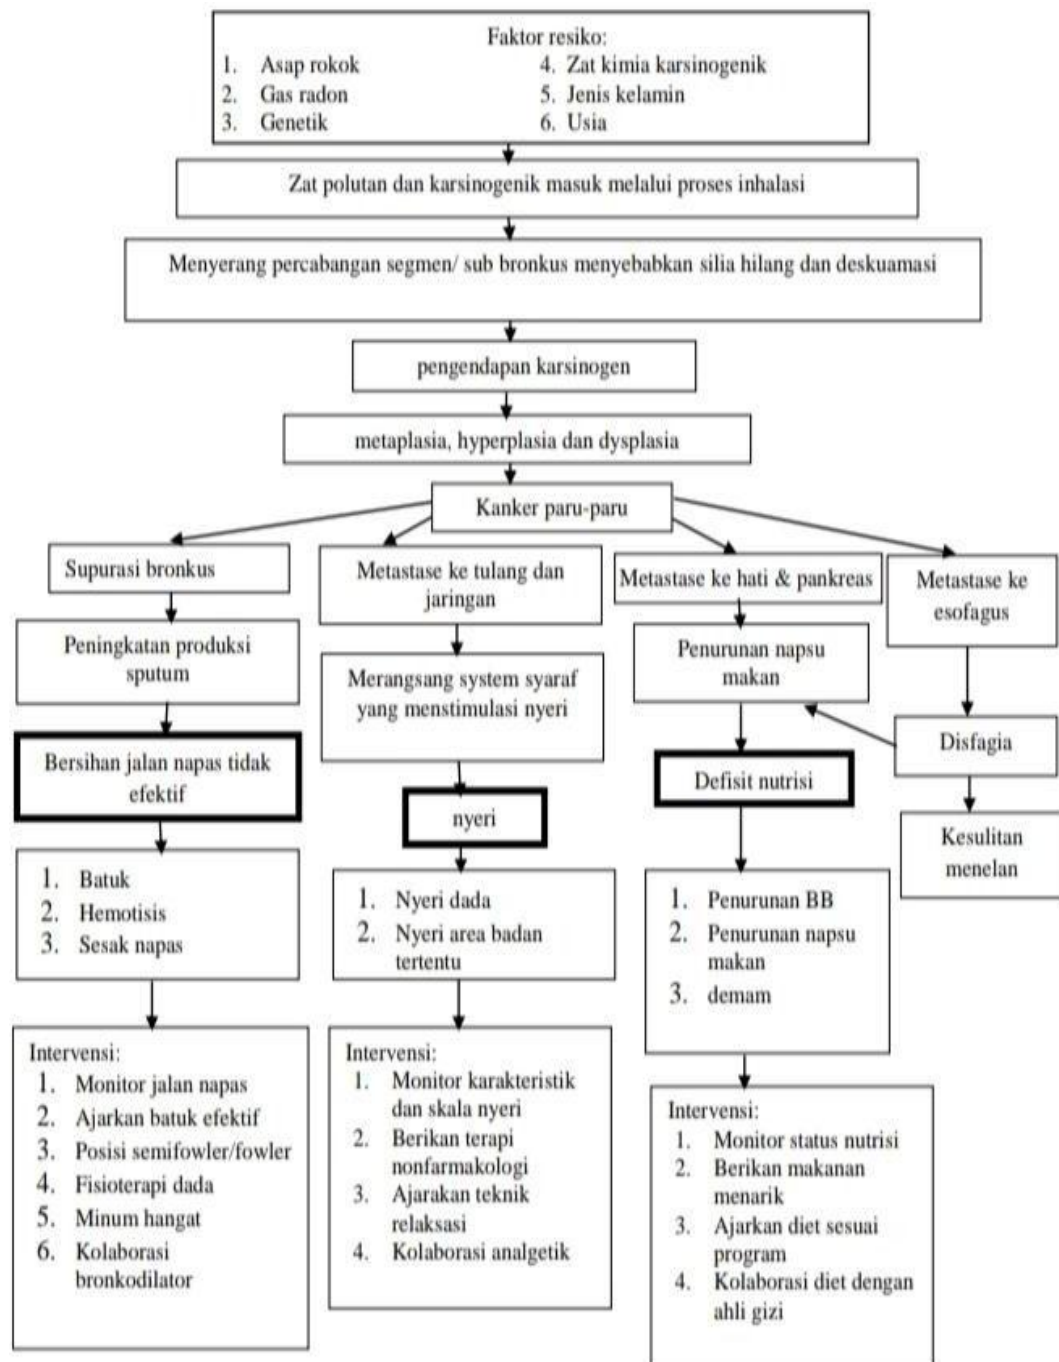 Faktor resiko:
1. Asap rokok
2. Gas radon
3. Genetik
4. Zat kimia karsinogenik
5. Jenis kelamin
6. Usia
Zat polutan dan karsinogenik masuk melalui proses inhalasi
Menyerang percabangan segmen/ sub bronkus menyebabkan silia hilang dan deskuamasi
pengendapan karsinogen
metaplasia, hyperplasia dan dysplasia
Kanker paru-paru
Supurasi bronkus
Peningkatan produksi
sputum
Bersihan jalan napas tidak
efektif
1. Batuk
2. Hemotisis
3. Sesak napas
Intervensi:
1. Monitor jalan napas
2. Ajarkan batuk efektif
3. Posisi semifowler/fowler
4. Fisioterapi dada
5. Minum hangat
6. Kolaborasi
bronkodilator
Metastase ke tulang dan
jaringan
Merangsang system syaraf
yang menstimulasi nyeri
nyeri
1. Nyeri dada
2. Nyeri area badan
tertentu
Intervensi:
1. Monitor karakteristik
dan skala nyeri
2. Berikan terapi
nonfarmakologi
3. Ajarakan teknik
relaksasi
4. Kolaborasi analgetik
Metastase ke hati & pankreas
Penurunan napsu
makan
Defisit nutrisi
1. Penurunan BB
2. Penurunan napsu
makan
3. demam
Intervensi:
1. Monitor status nutrisi
2. Berikan makanan
menarik
3. Ajarkan diet sesuai
program
4. Kolaborasi diet dengan
ahli gizi
Metastase ke
esofagus
Disfagia
Kesulitan
menelan